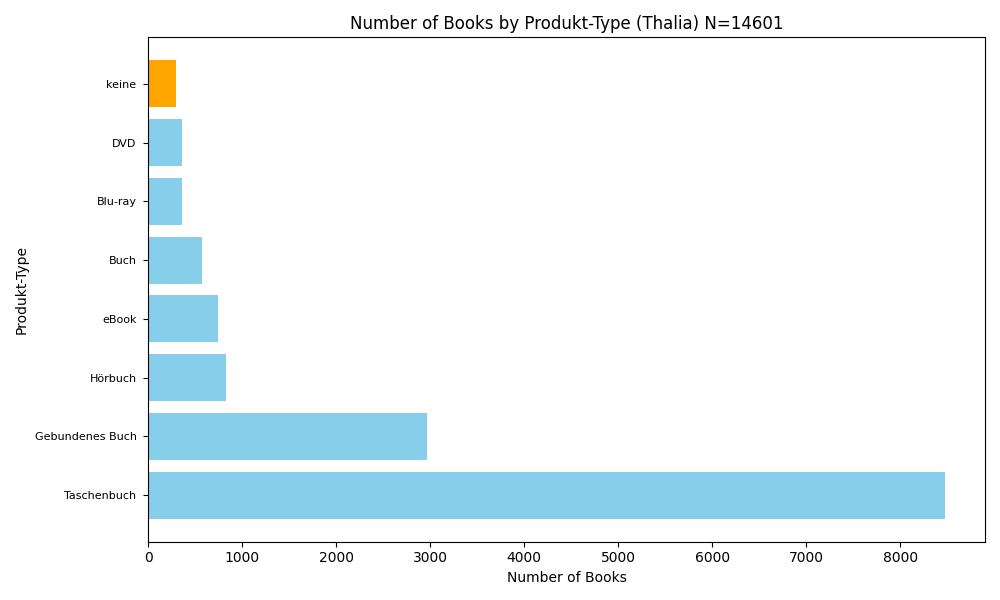 Number of Books by Produkt-Type (Thalia) N=14601
keine
DVD
Blu-ray
Buch
eBook
Hörbuch
Gebundenes Buch
Taschenbuch
Produkt-Type
0 1000 2000 3000 4000 5000 6000 7000 8000
Number of Books